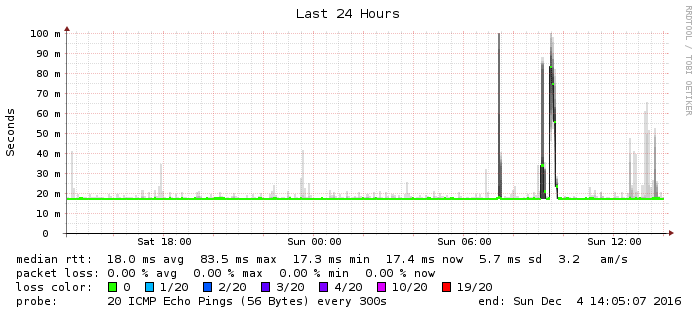 Last 24 Hours
RRDTOOL / TOBI OETIKER
Seconds
100 m
90 m
80 m
70 m
60 m
50 m
40 m
30 m
20 m
10 m
0
Sat 18:00 Sun 00:00 Sun 06:00 Sun 12:00
median rtt: 18.0 ms avg 83.5 ms max 17.3 ms min 17.4 ms now 5.7 ms sd 3.2 am/s
packet loss: 0.00 % avg 0.00 % max 0.00 % min 0.00 % now
loss color: 0 1/20 2/20 3/20 4/20 10/20 19/20
probe: 20 ICMP Echo Pings (56 Bytes) every 300s end: Sun Dec 4 14:05:07 2016